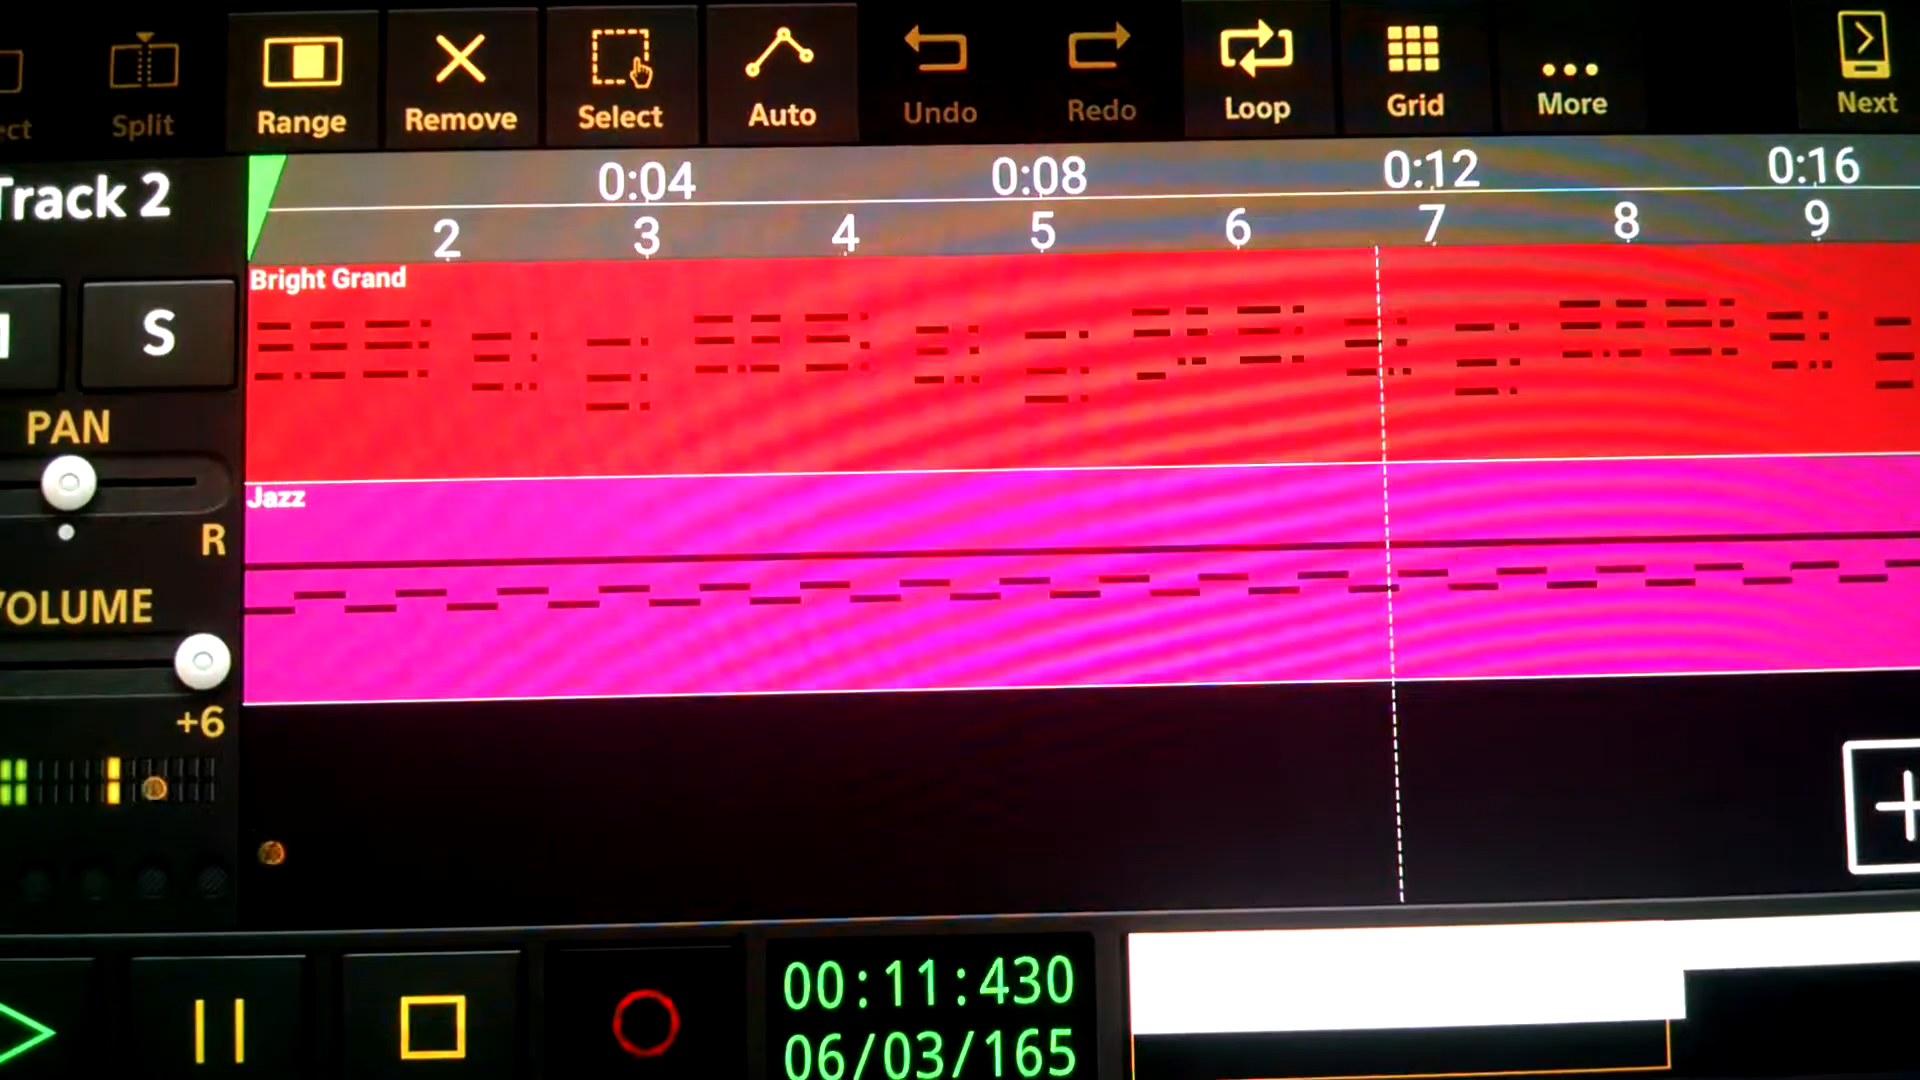 Split
Range
Remove
Select
Auto
Undo
Redo
Loop
Grid
More
Next
Track 2
0:04 0:08 0:12 0:16
2 3 4 5 6 7 8 9
Bright Grand
S
PAN
R
Jazz
VOLUME
+6
00:11:430
06/03/165